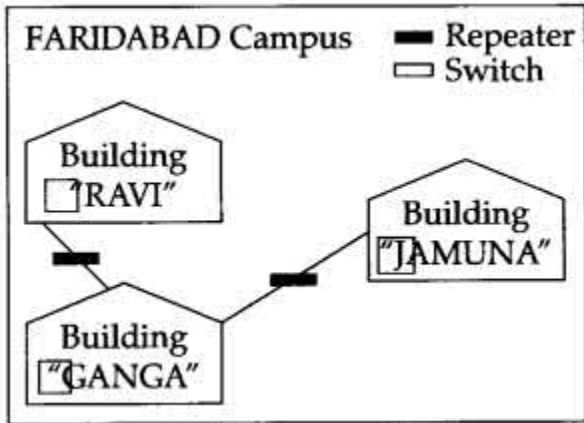 FARIDABAD Campus
Repeater
Switch
Building
"RAVI"
Building
"JAMUNA"
Building
"GANGA"